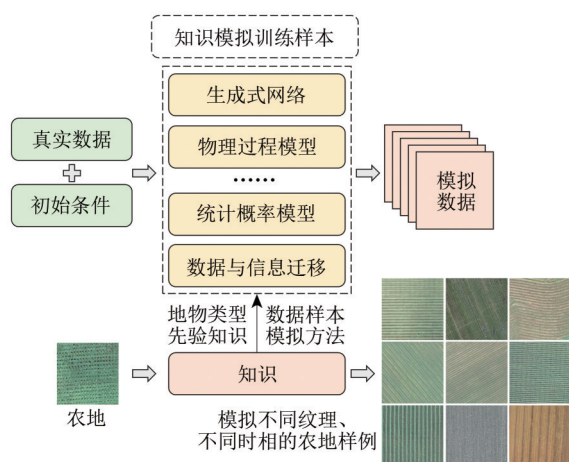 知识模拟训练样本
生成式网络
真实数据
物理过程模型
······
初始条件
统计概率模型
数据与信息迁移
模拟
数据
地物类型
先验知识
数据样本
模拟方法
知识
农地
模拟不同纹理、
不同时相的农地样例